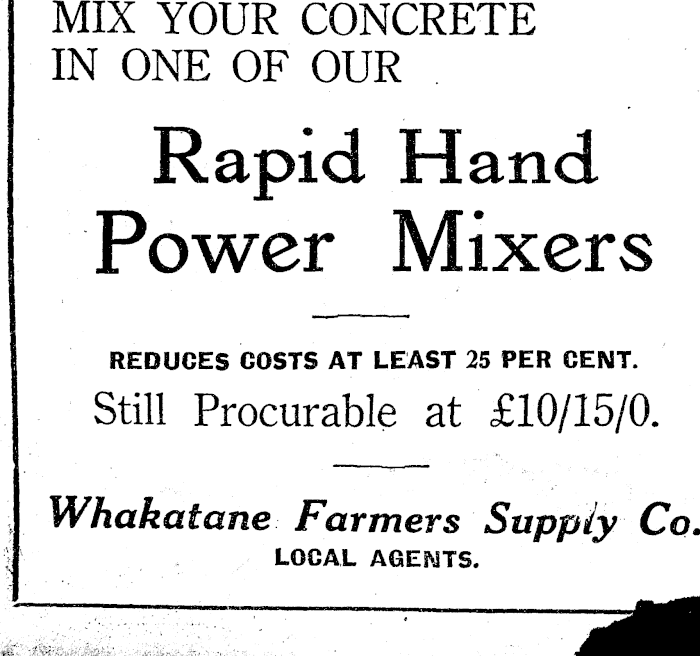 MIX YOUR CONCRETE
IN ONE OF OUR
Rapid Hand
Power Mixers
REDUCES COSTS AT LEAST 25 PER CENT.
Still Procurable at £10/15/0.
Whakatane Farmers Supply Co.
LOCAL AGENTS.